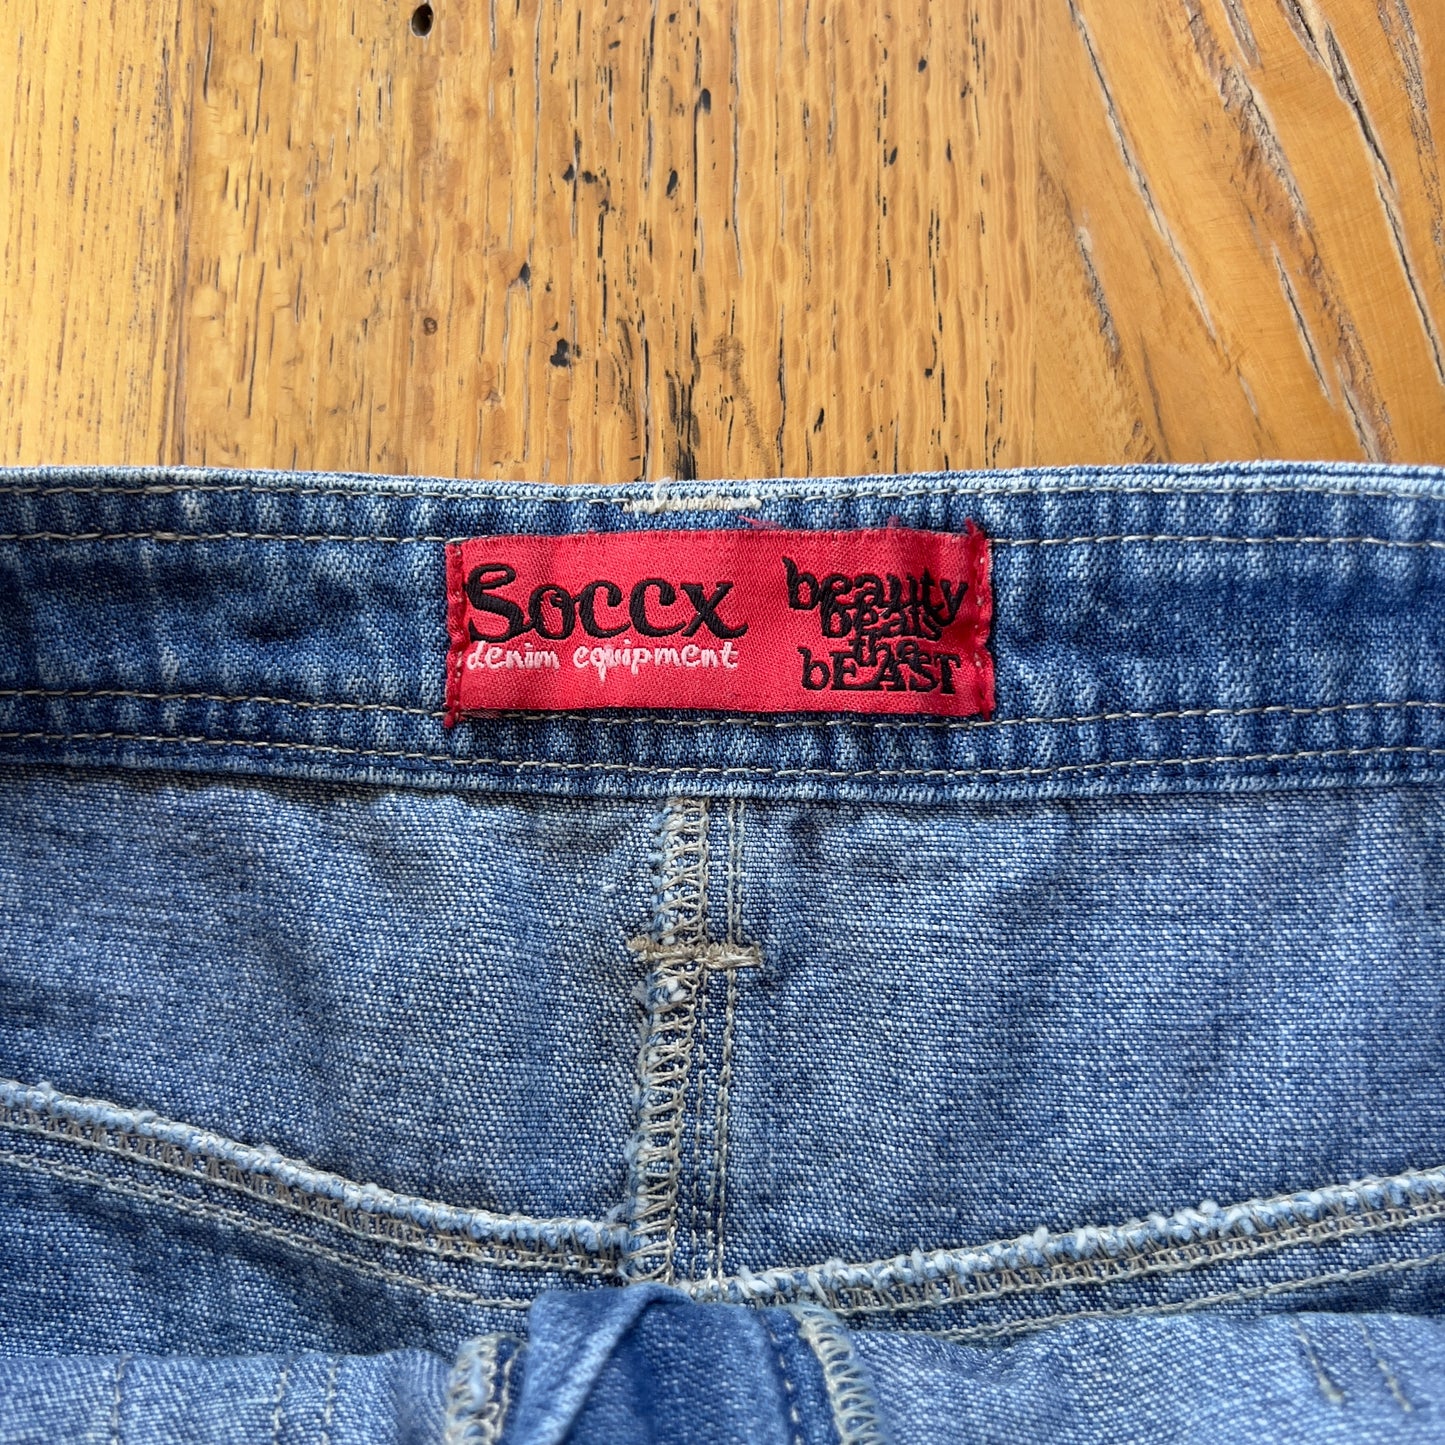 Soccx
denim equipment
beauty
beats
the
bEAST